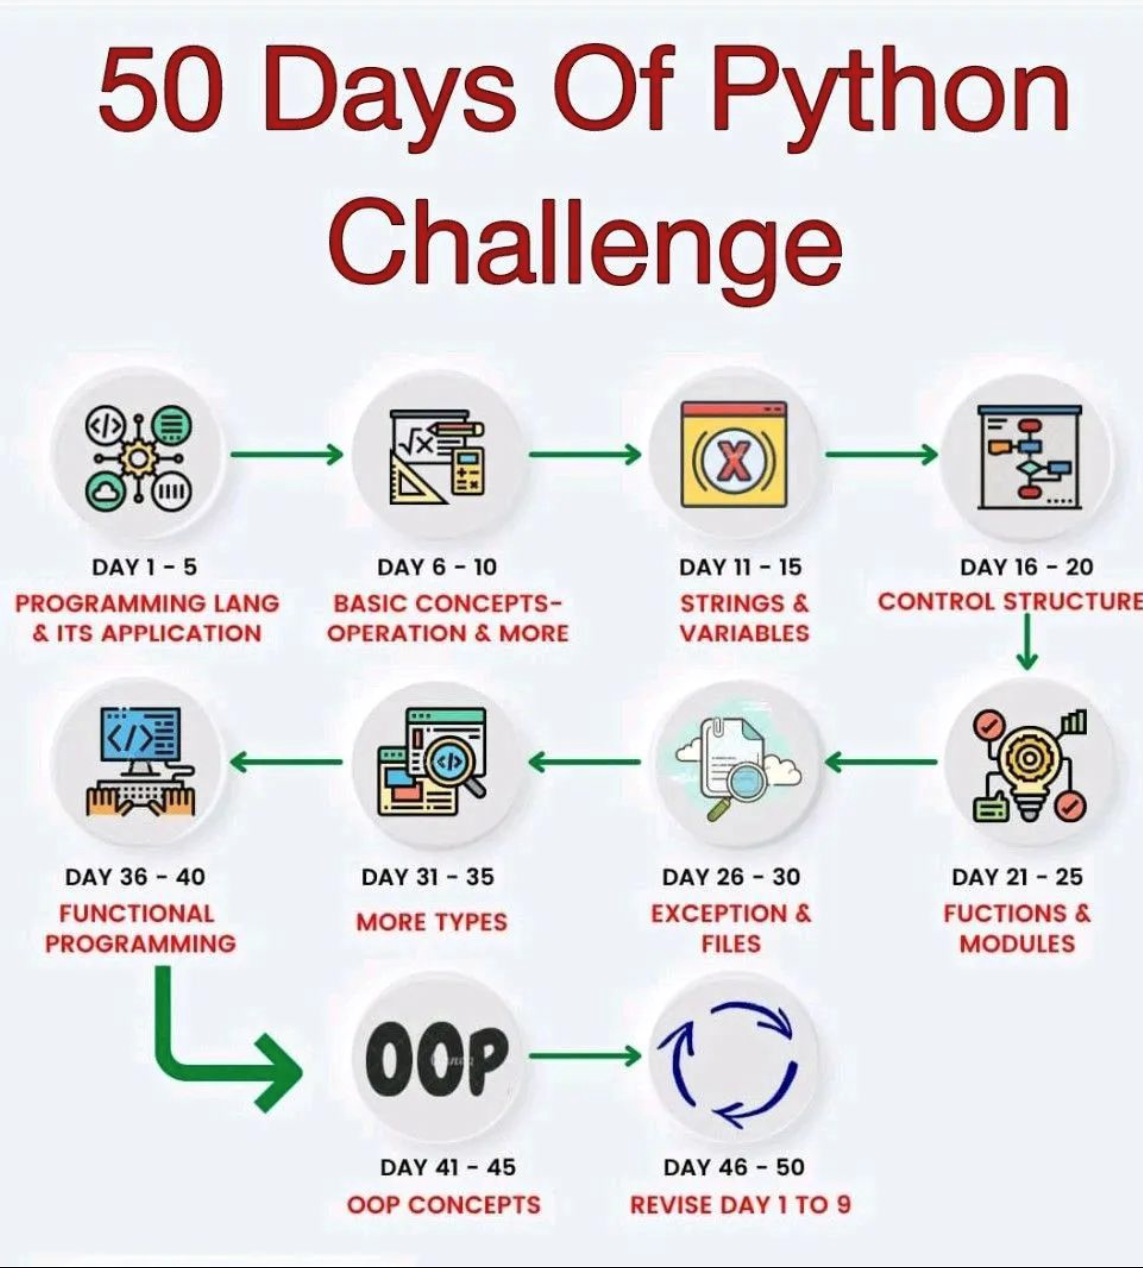 50 Days Of Python
Challenge
DAY 1 - 5
PROGRAMMING LANG
& ITS APPLICATION
DAY 6 - 10
BASIC CONCEPTS-
OPERATION & MORE
DAY 11 - 15
STRINGS &
VARIABLES
DAY 16 - 20
CONTROL STRUCTURE
DAY 21 - 25
FUCTIONS &
MODULES
DAY 26 - 30
EXCEPTION &
FILES
DAY 31 - 35
MORE TYPES
DAY 36 - 40
FUNCTIONAL
PROGRAMMING
OOP
DAY 41 - 45
OOP CONCEPTS
DAY 46 - 50
REVISE DAY 1 TO 9